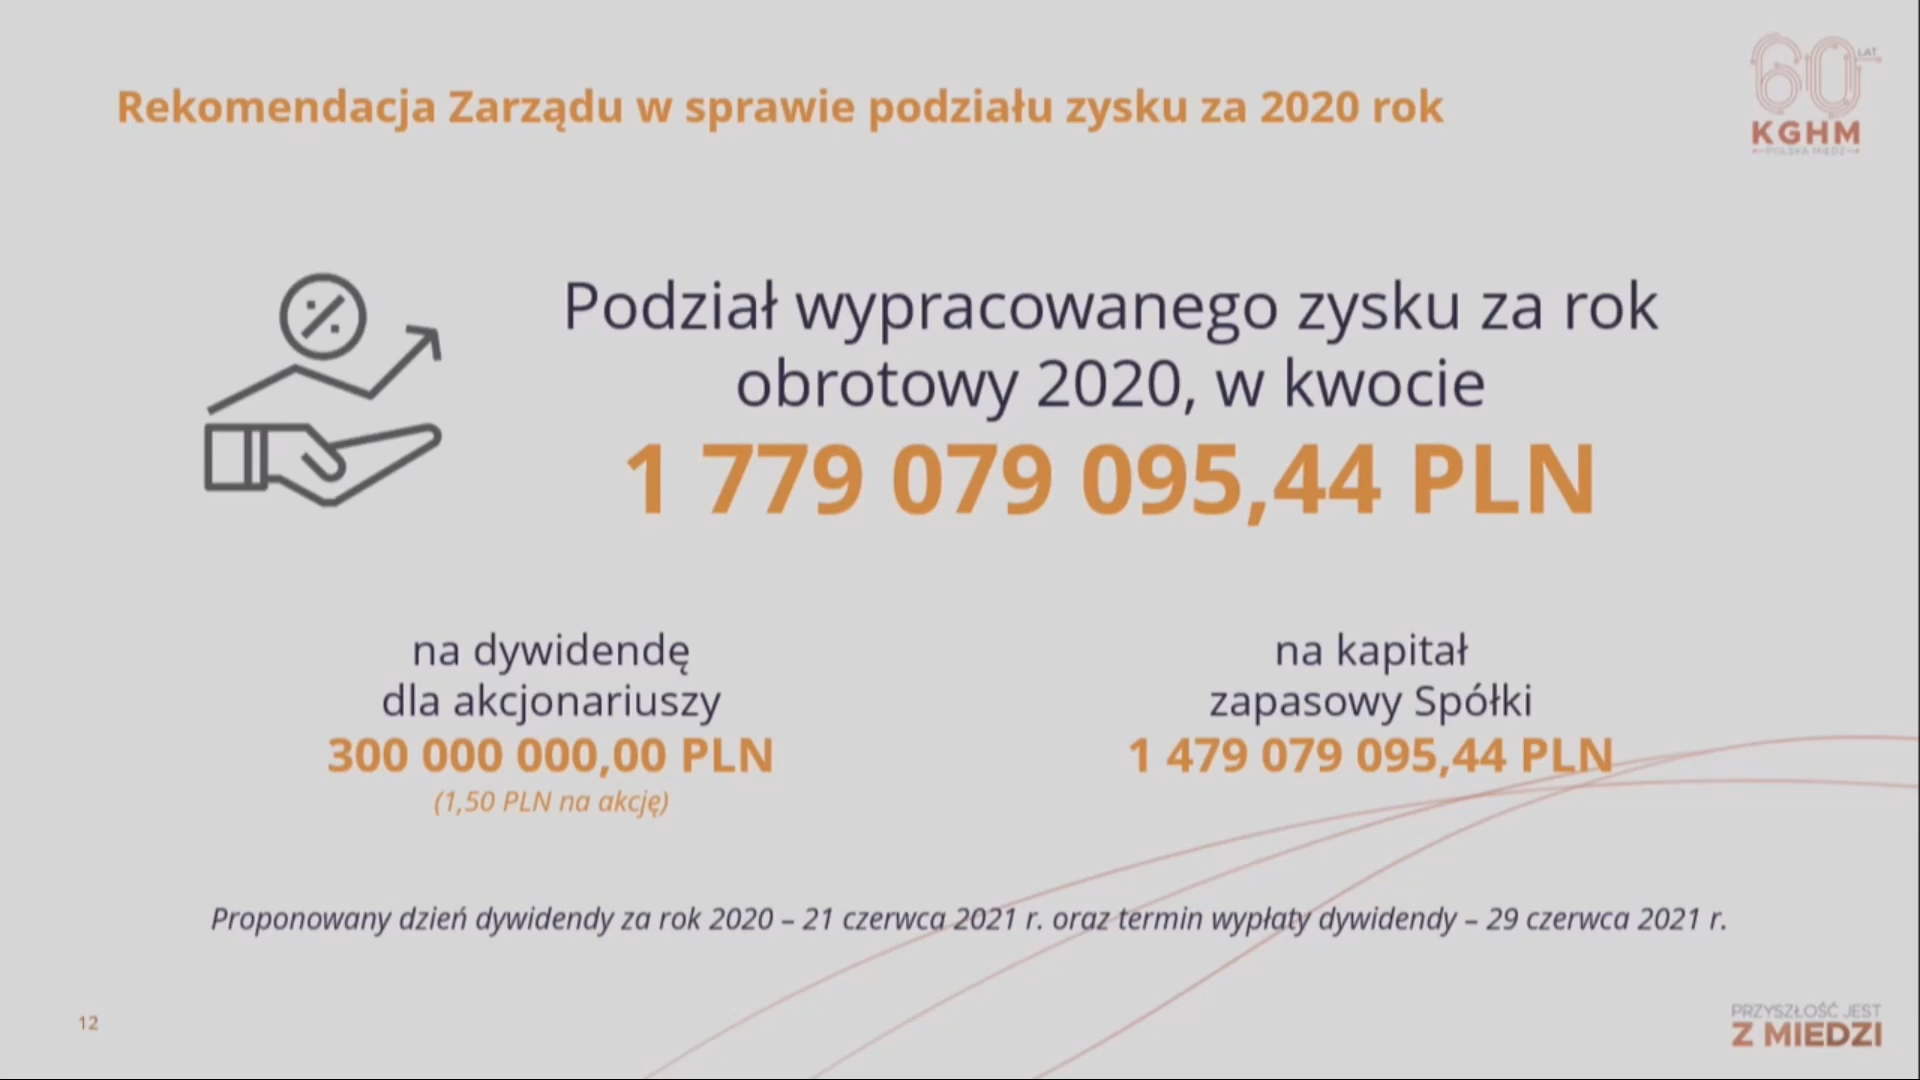 Rekomendacja Zarządu w sprawie podziału zysku za 2020 rok
60 LAT
KGHM
POLSKA MIEDŹ
Podział wypracowanego zysku za rok
obrotowy 2020, w kwocie
1 779 079 095,44 PLN
na dywidendę
dla akcjonariuszy
300 000 000,00 PLN
(1,50 PLN na akcję)
na kapitał
zapasowy Spółki
1 479 079 095,44 PLN
Proponowany dzień dywidendy za rok 2020 – 21 czerwca 2021 r. oraz termin wypłaty dywidendy – 29 czerwca 2021 r.
12
PRZYSZŁOŚĆ JEST
Z MIEDZI